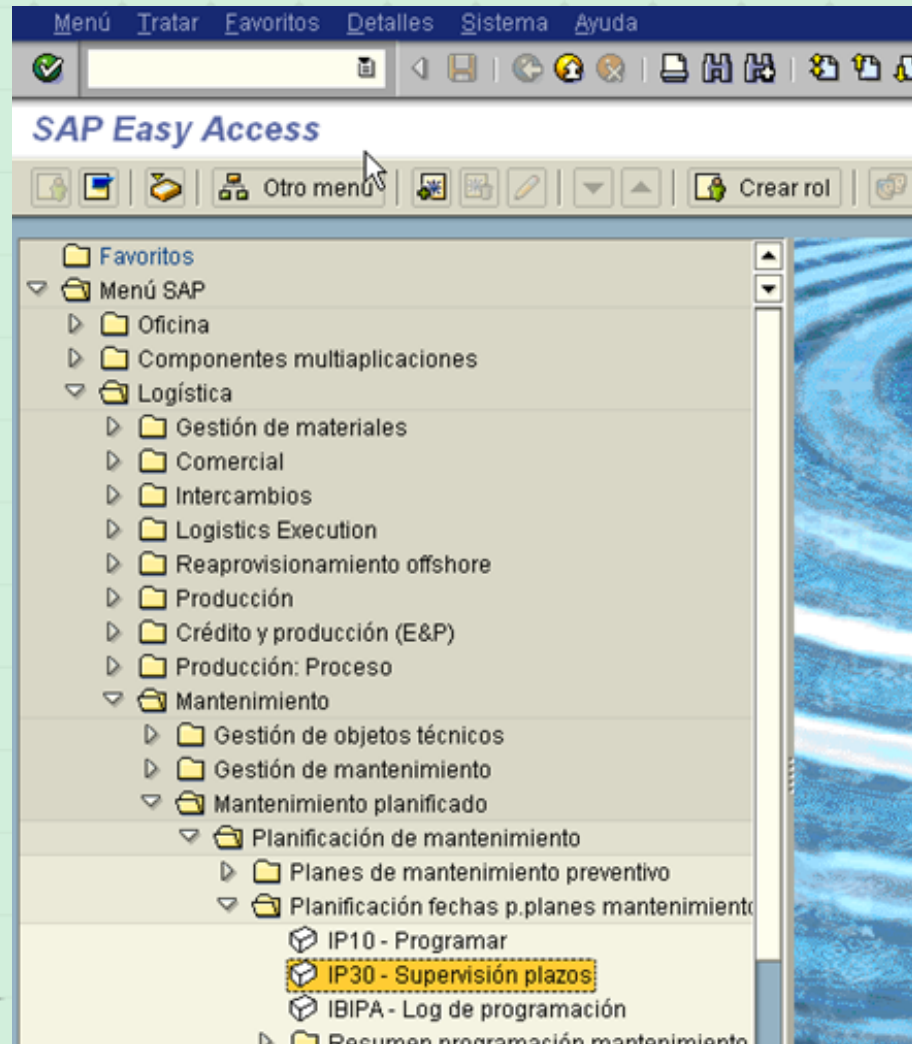 Menú Tratar Favoritos Detalles Sistema Ayuda
SAP Easy Access
Otro menú Crear rol
Favoritos
Menú SAP
Oficina
Componentes multiaplicaciones
Logística
Gestión de materiales
Comercial
Intercambios
Logistics Execution
Reaprovisionamiento offshore
Producción
Crédito y producción (E&P)
Producción: Proceso
Mantenimiento
Gestión de objetos técnicos
Gestión de mantenimiento
Mantenimiento planificado
Planificación de mantenimiento
Planes de mantenimiento preventivo
Planificación fechas p.planes mantenimiento
IP10 - Programar
IP30 - Supervisión plazos
IBIPA - Log de programación
Resumen programación mantenimiento